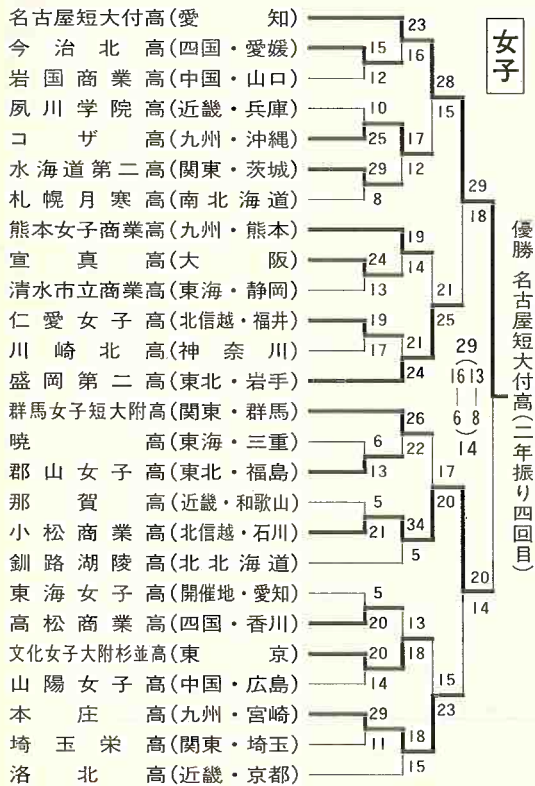 女子
名古屋短大付高(愛知)
今治北高(四国・愛媛)
岩国商業高(中国・山口)
夙川学院高(近畿・兵庫)
コザ高(九州・沖縄)
水海道第二高(関東・茨城)
札幌月寒高(南北海道)
熊本女子商業高(九州・熊本)
宣真高(大阪)
清水市立商業高(東海・静岡)
仁愛女子高(北信越・福井)
川崎北高(神奈川)
盛岡第二高(東北・岩手)
群馬女子短大附高(関東・群馬)
暁高(東海・三重)
郡山女子高(東北・福島)
那賀高(近畿・和歌山)
小松商業高(北信越・石川)
釧路湖陵高(北北海道)
東海女子高(開催地・愛知)
高松商業高(四国・香川)
文化女子大附杉並高(東京)
山陽女子高(中国・広島)
本庄高(九州・宮崎)
埼玉栄高(関東・埼玉)
洛北高(近畿・京都)
15
12
10
25
29
8
24
13
19
17
6
13
5
21
5
20
20
14
29
11
23
16
17
12
19
14
21
24
26
22
34
5
13
18
18
15
28
15
21
25
17
20
15
23
29
18
20
14
29
(16-6
13-8)
14
優勝 名古屋短大付高(二年振り四回目)